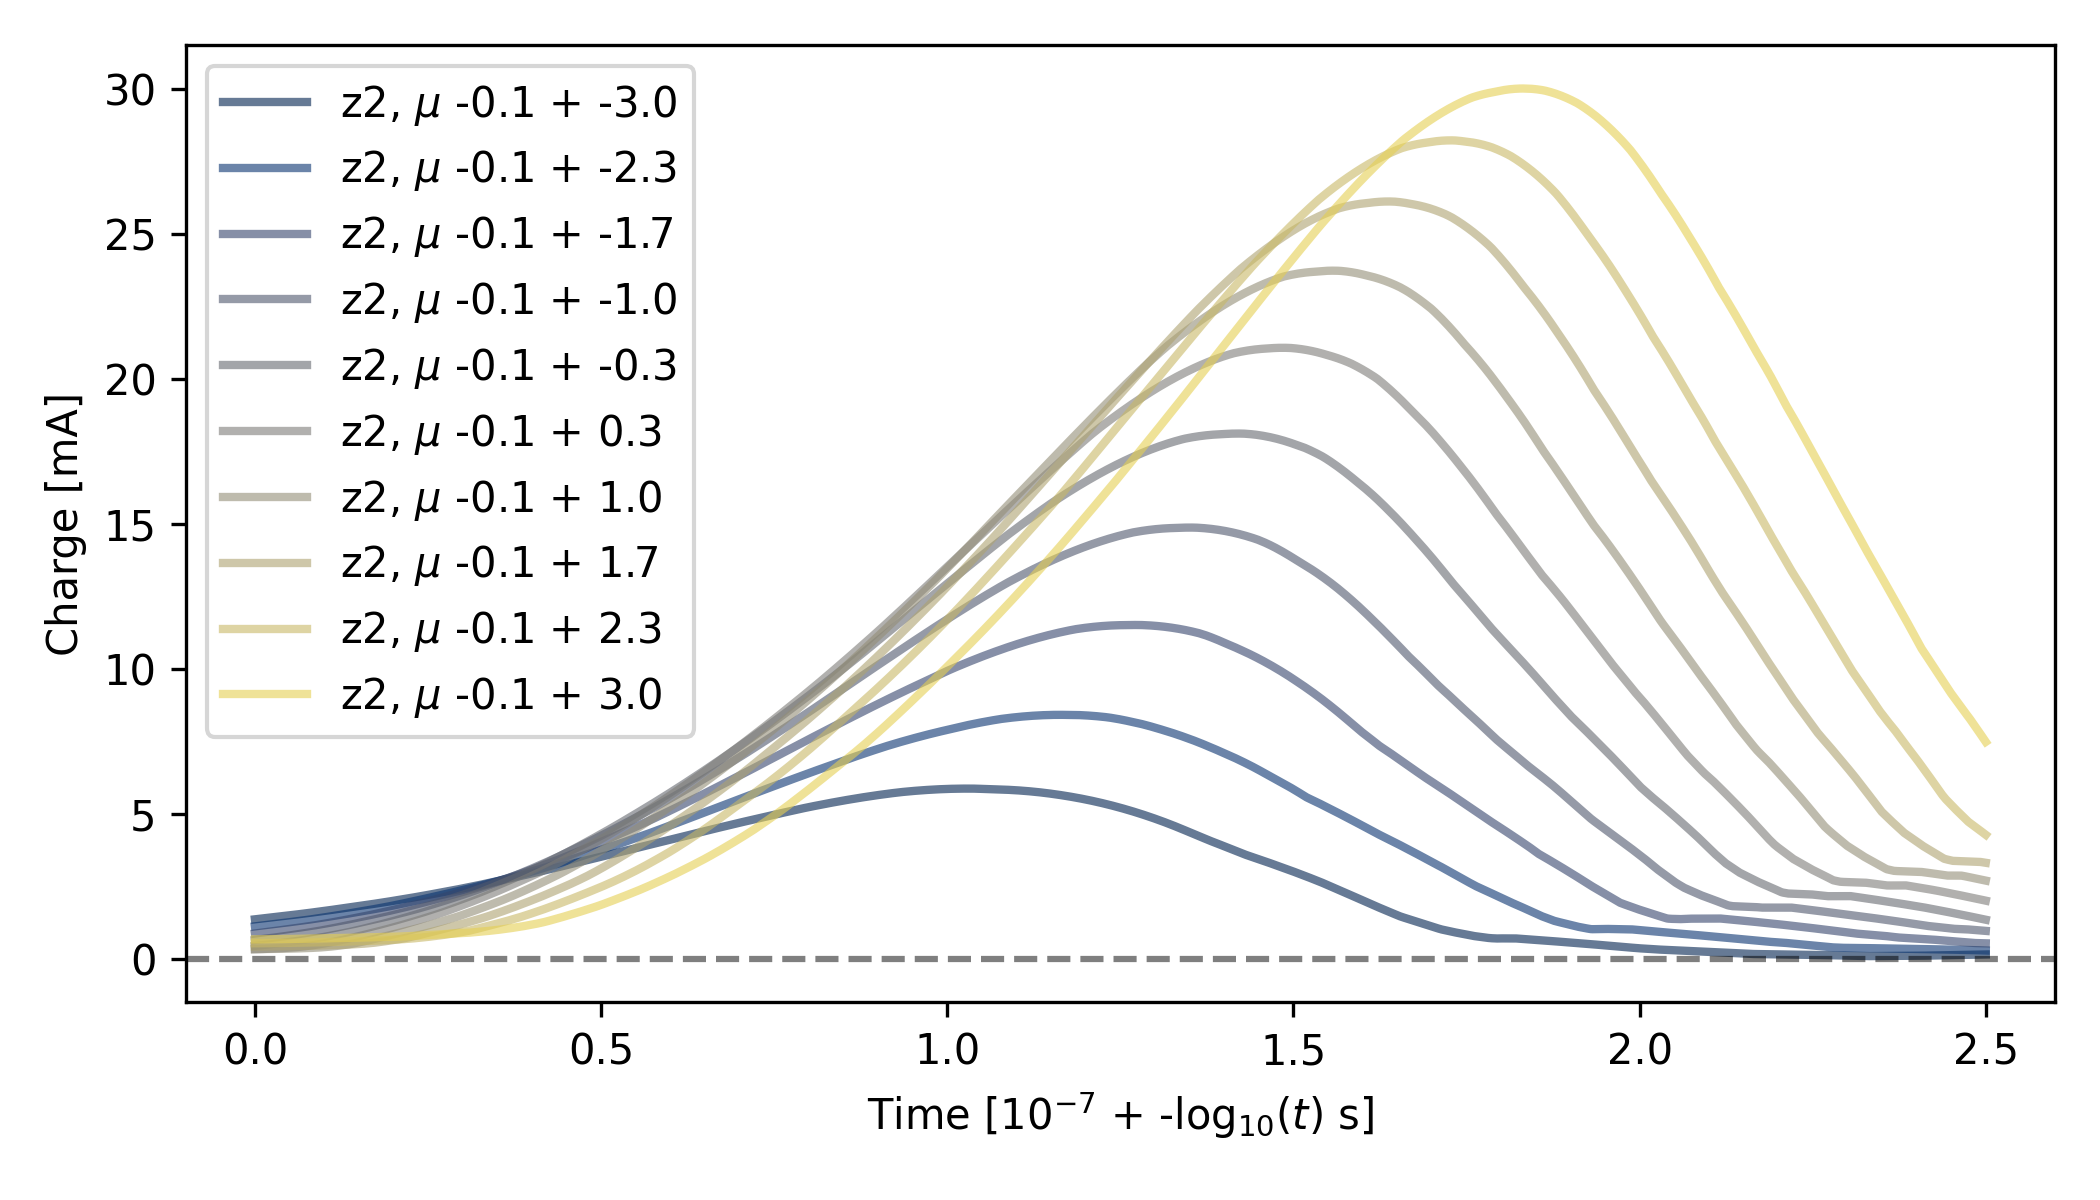 z2, μ -0.1 + -3.0
z2, μ -0.1 + -2.3
z2, μ -0.1 + -1.7
z2, μ -0.1 + -1.0
z2, μ -0.1 + -0.3
z2, μ -0.1 + 0.3
z2, μ -0.1 + 1.0
z2, μ -0.1 + 1.7
z2, μ -0.1 + 2.3
z2, μ -0.1 + 3.0
Charge [mA]
30
25
20
15
10
5
0
0.0 0.5 1.0 1.5 2.0 2.5
Time [10⁻⁷ + -log₁₀(t) s]